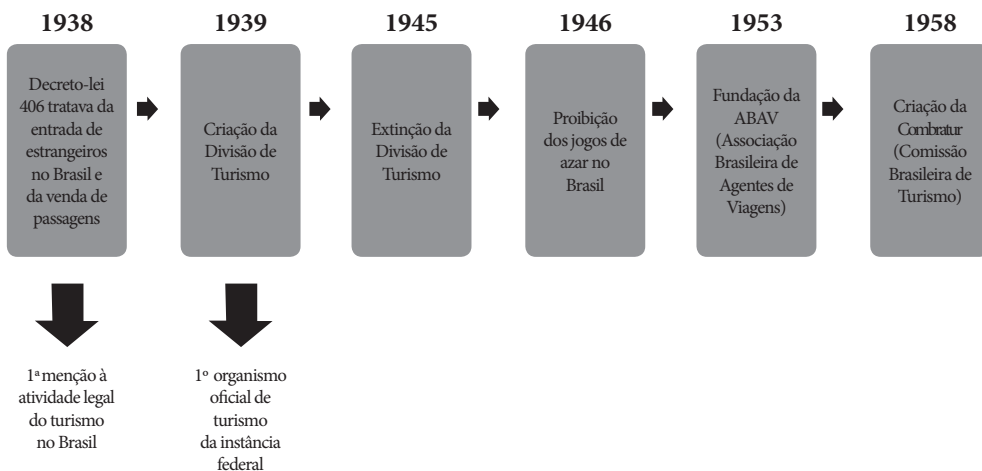 1938
Decreto-lei
406 tratava da
entrada de
estrangeiros
no Brasil e
da venda de
passagens
1ª menção à
atividade legal
do turismo
no Brasil
1939
Criação da
Divisão de
Turismo
1º organismo
oficial de
turismo
da instância
federal
1945
Extinção da
Divisão de
Turismo
1946
Proibição
dos jogos de
azar no
Brasil
1953
Fundação da
ABAV
(Associação
Brasileira de
Agentes de
Viagens)
1958
Criação da
Combratur
(Comissão
Brasileira de
Turismo)